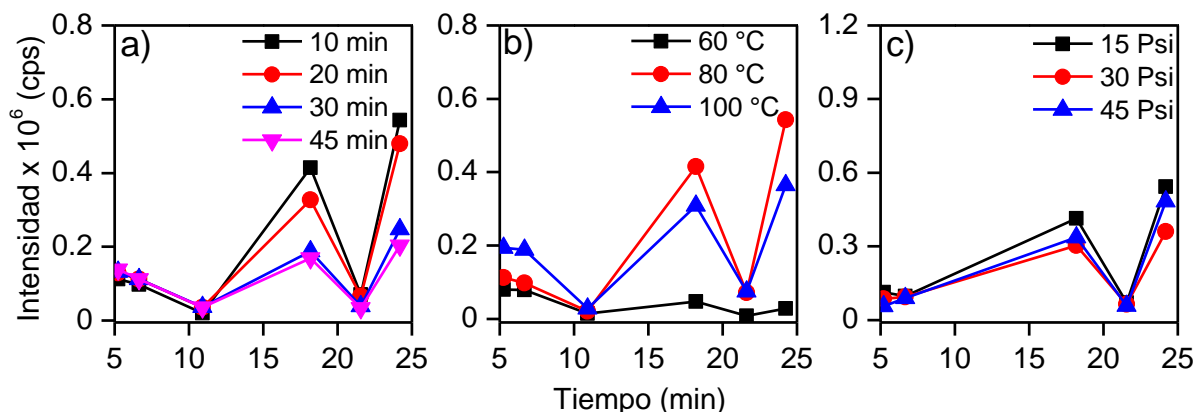 a)
10 min
20 min
30 min
45 min
0.8
0.6
0.4
0.2
0
Intensidad x 10⁶ (cps)
5 10 15 20 25
b)
60 °C
80 °C
100 °C
0.8
0.6
0.4
0.2
0
5 10 15 20 25
c)
15 Psi
30 Psi
45 Psi
1.2
0.9
0.6
0.3
0
5 10 15 20 25
Tiempo (min)